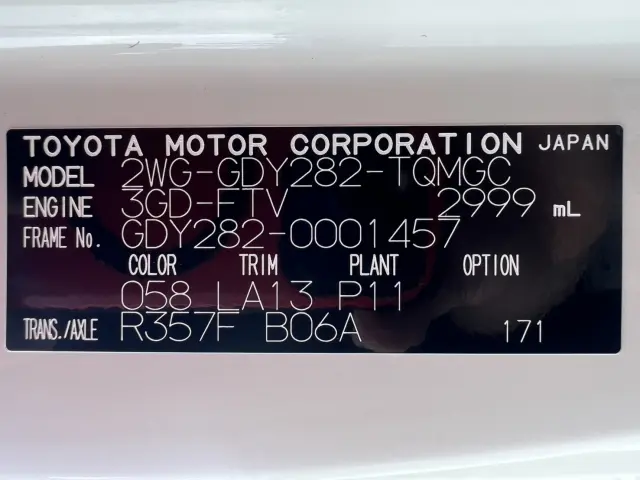 TOYOTA MOTOR CORPORATION JAPAN
MODEL 2WG-GDY282-TQMGC
ENGINE 3GD-FTV 2999 mL
FRAME No. GDY282-0001457
COLOR TRIM PLANT OPTION
058 LA13 P11
TRANS./AXLE R357F B06A 171